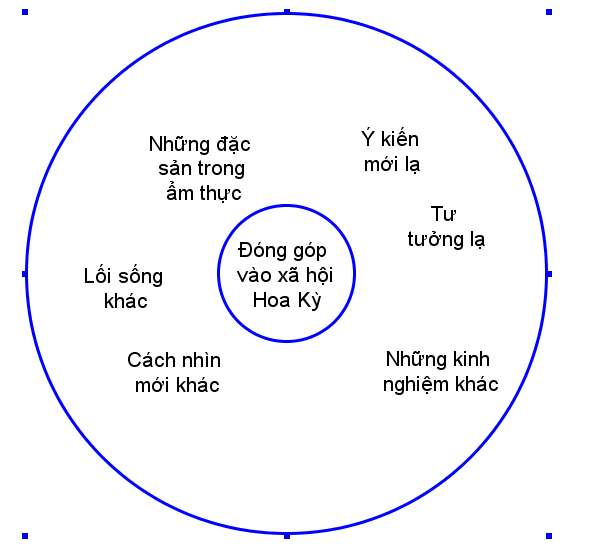 Những đặc
sản trong
ẩm thực
Ý kiến
mới lạ
Tư
tưởng lạ
Đóng góp
vào xã hội
Hoa Kỳ
Lối sống
khác
Cách nhìn
mới khác
Những kinh
nghiệm khác